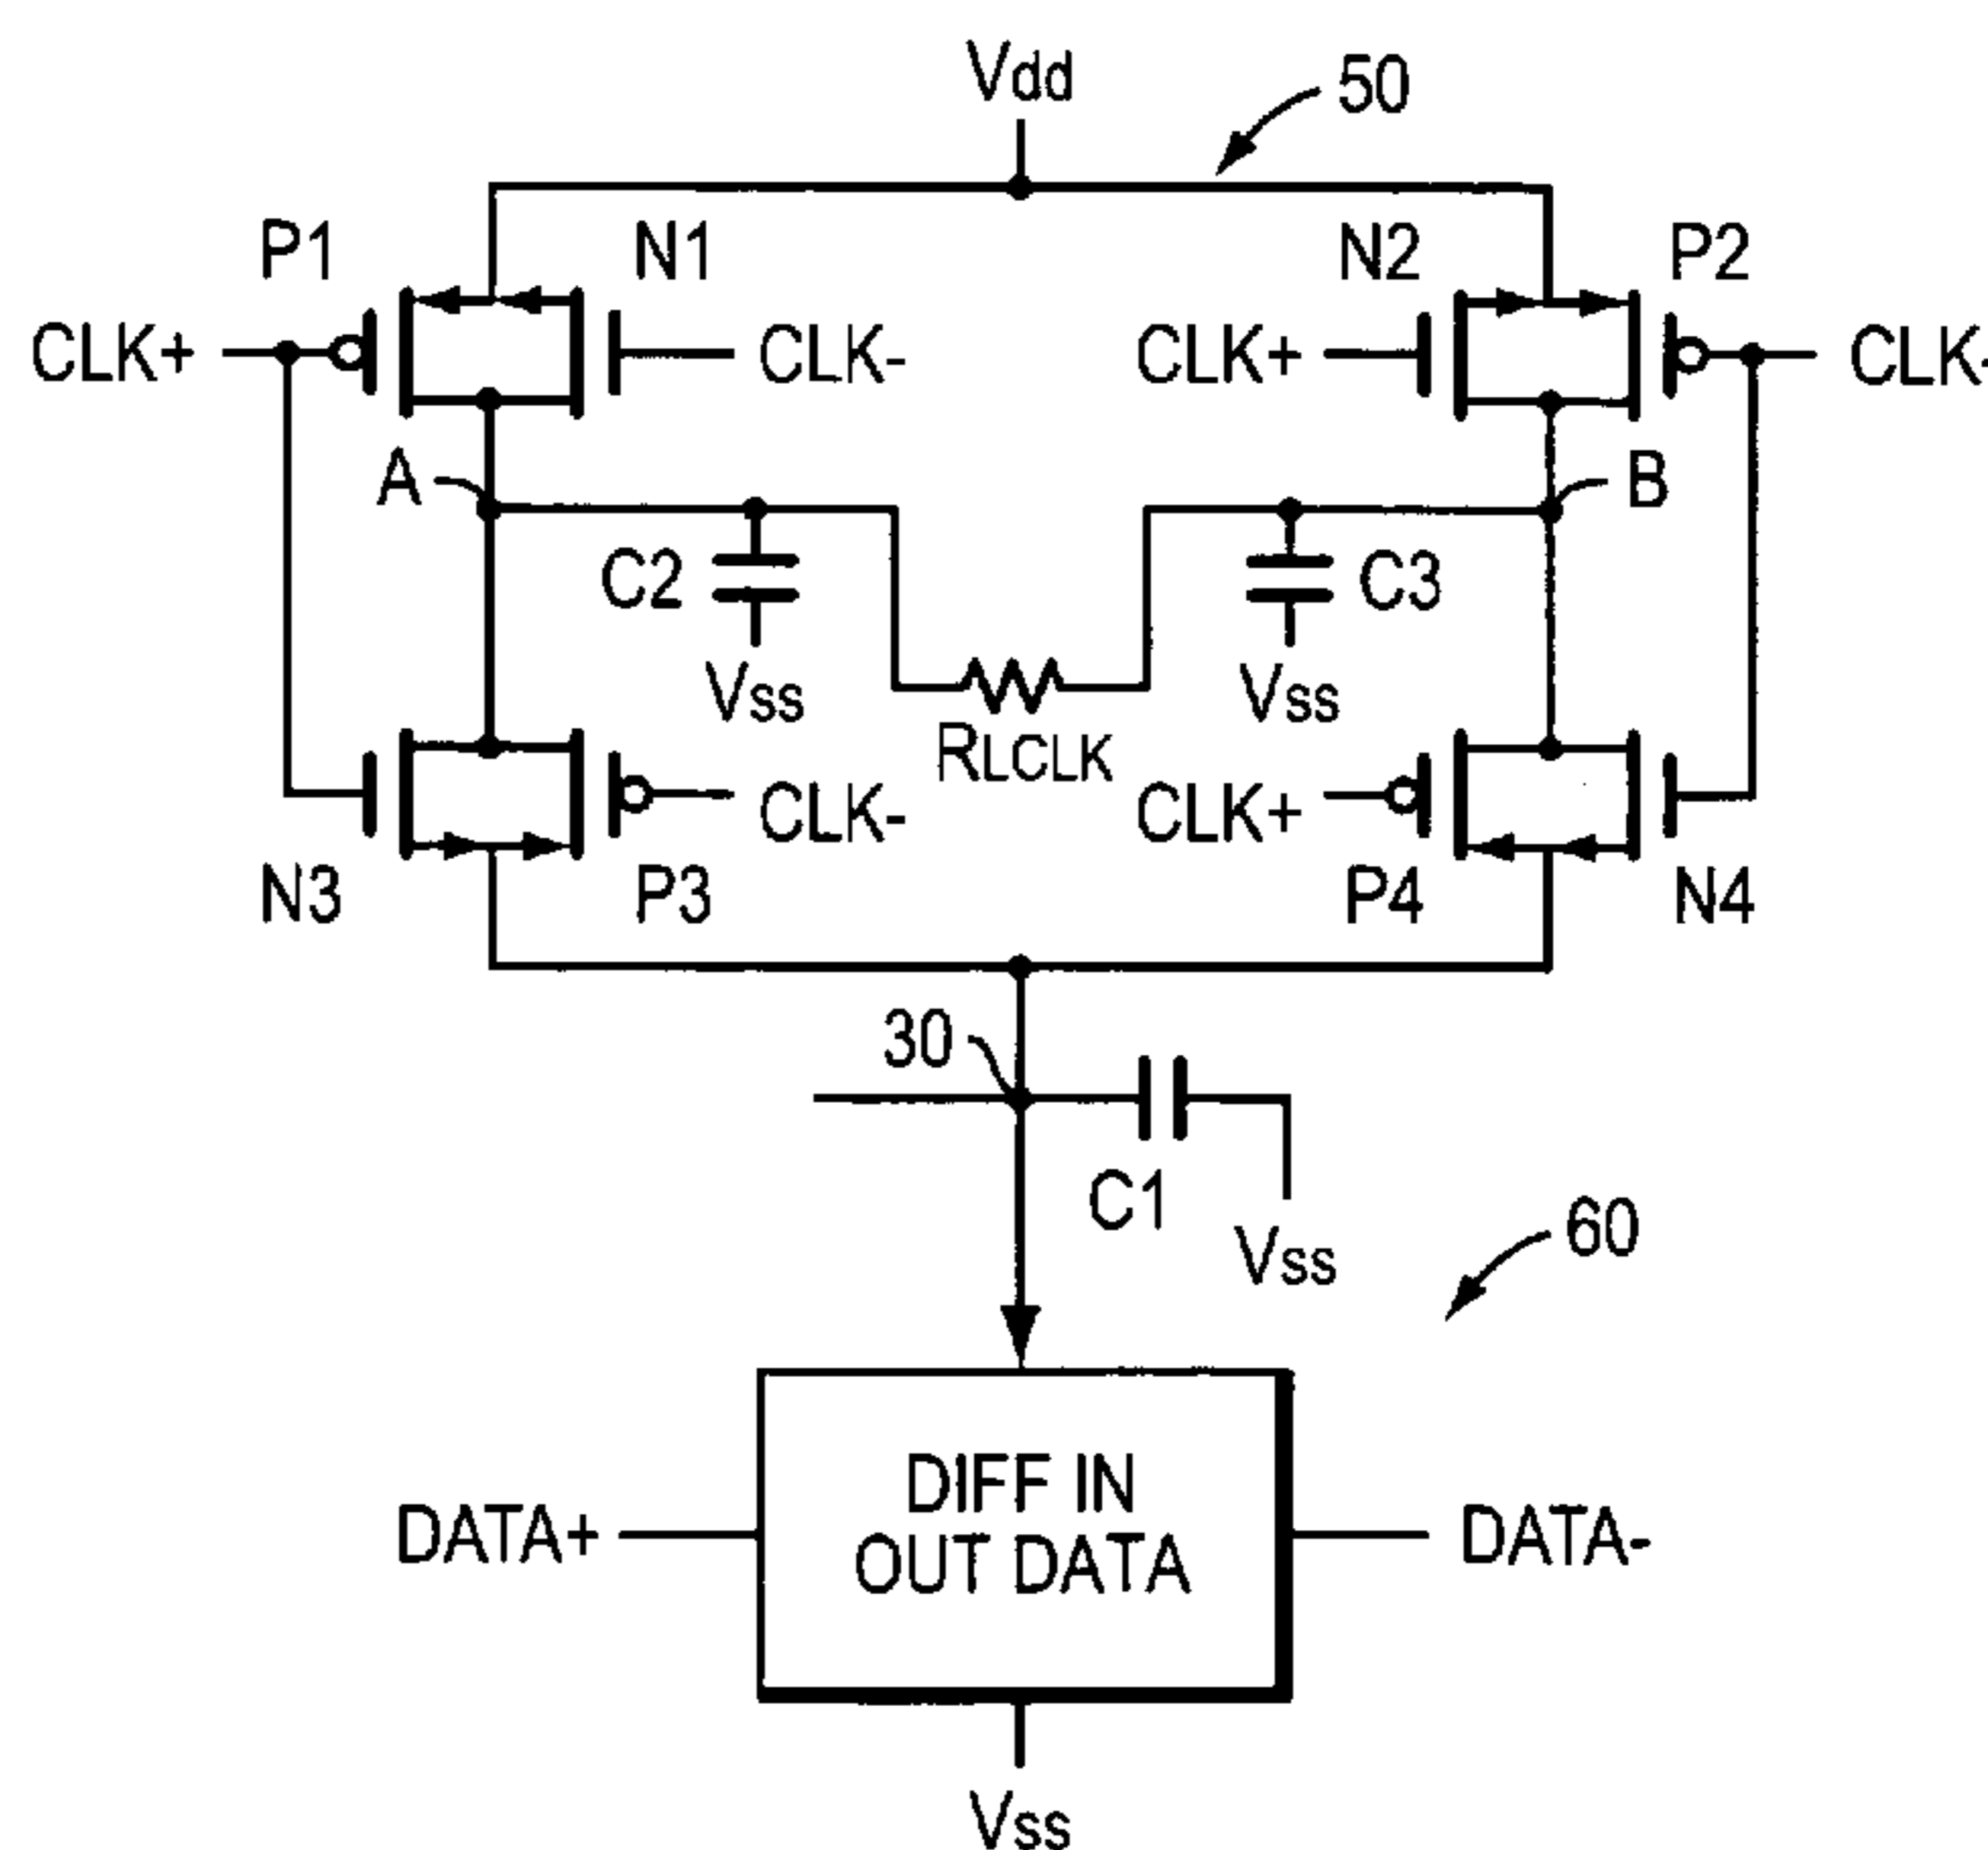 Vdd
50
P1
N1
N2
P2
CLK+
CLK-
CLK+
CLK-
A
B
C2
C3
Vss
Vss
RLCLK
CLK-
CLK+
N3
P3
P4
N4
30
C1
Vss
60
DIFF IN
OUT DATA
DATA+
DATA-
Vss